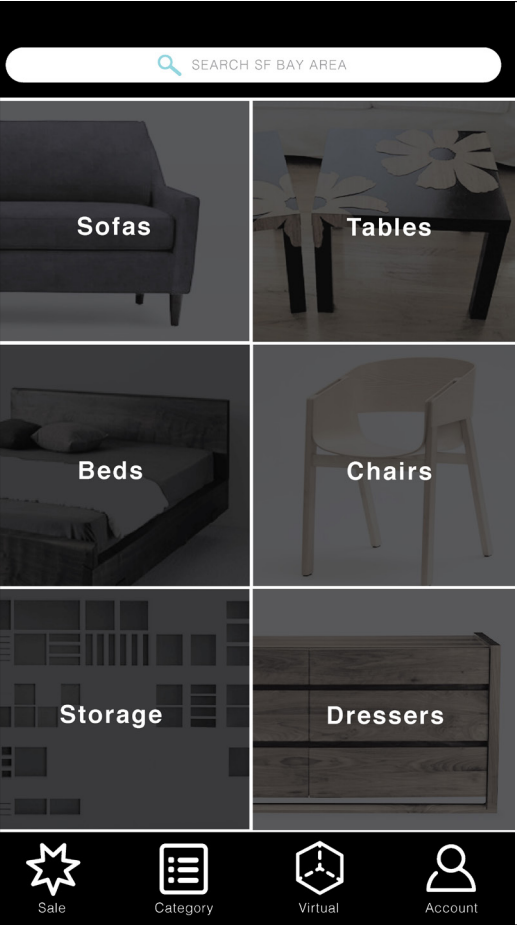 SEARCH SF BAY AREA
Sofas
Tables
Beds
Chairs
Storage
Dressers
Sale
Category
Virtual
Account